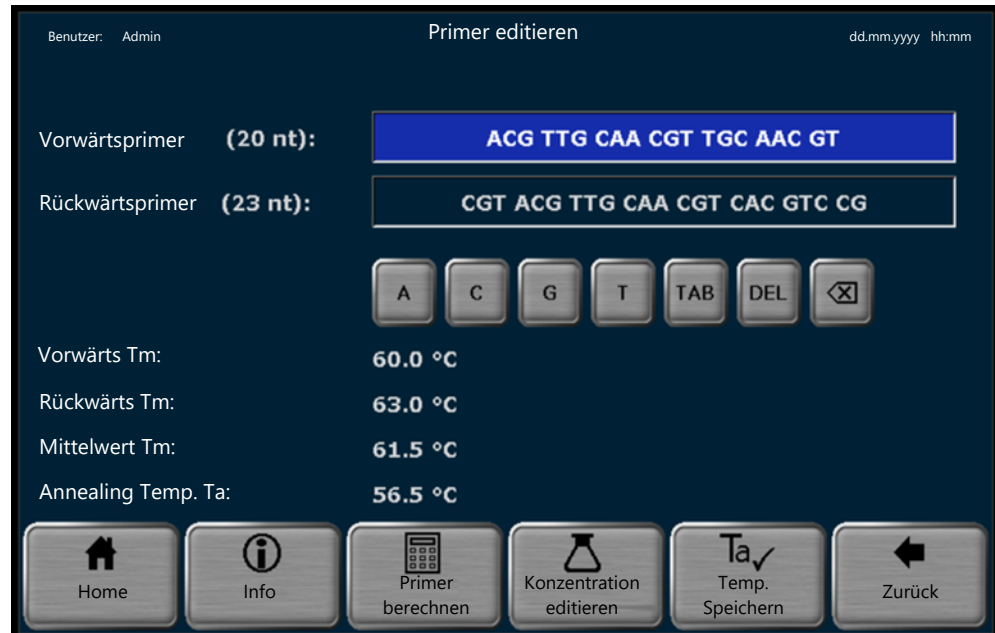 Benutzer: Admin Primer editieren dd.mm.yyyy hh:mm
Vorwärtsprimer (20 nt): ACG TTG CAA CGT TGC AAC GT
Rückwärtsprimer (23 nt): CGT ACG TTG CAA CGT CAC GTC CG
A C G T TAB DEL
Vorwärts Tm: 60.0 °C
Rückwärts Tm: 63.0 °C
Mittelwert Tm: 61.5 °C
Annealing Temp. Ta: 56.5 °C
Ta
Home Info Primer berechnen Konzentration editieren Temp. Speichern Zurück